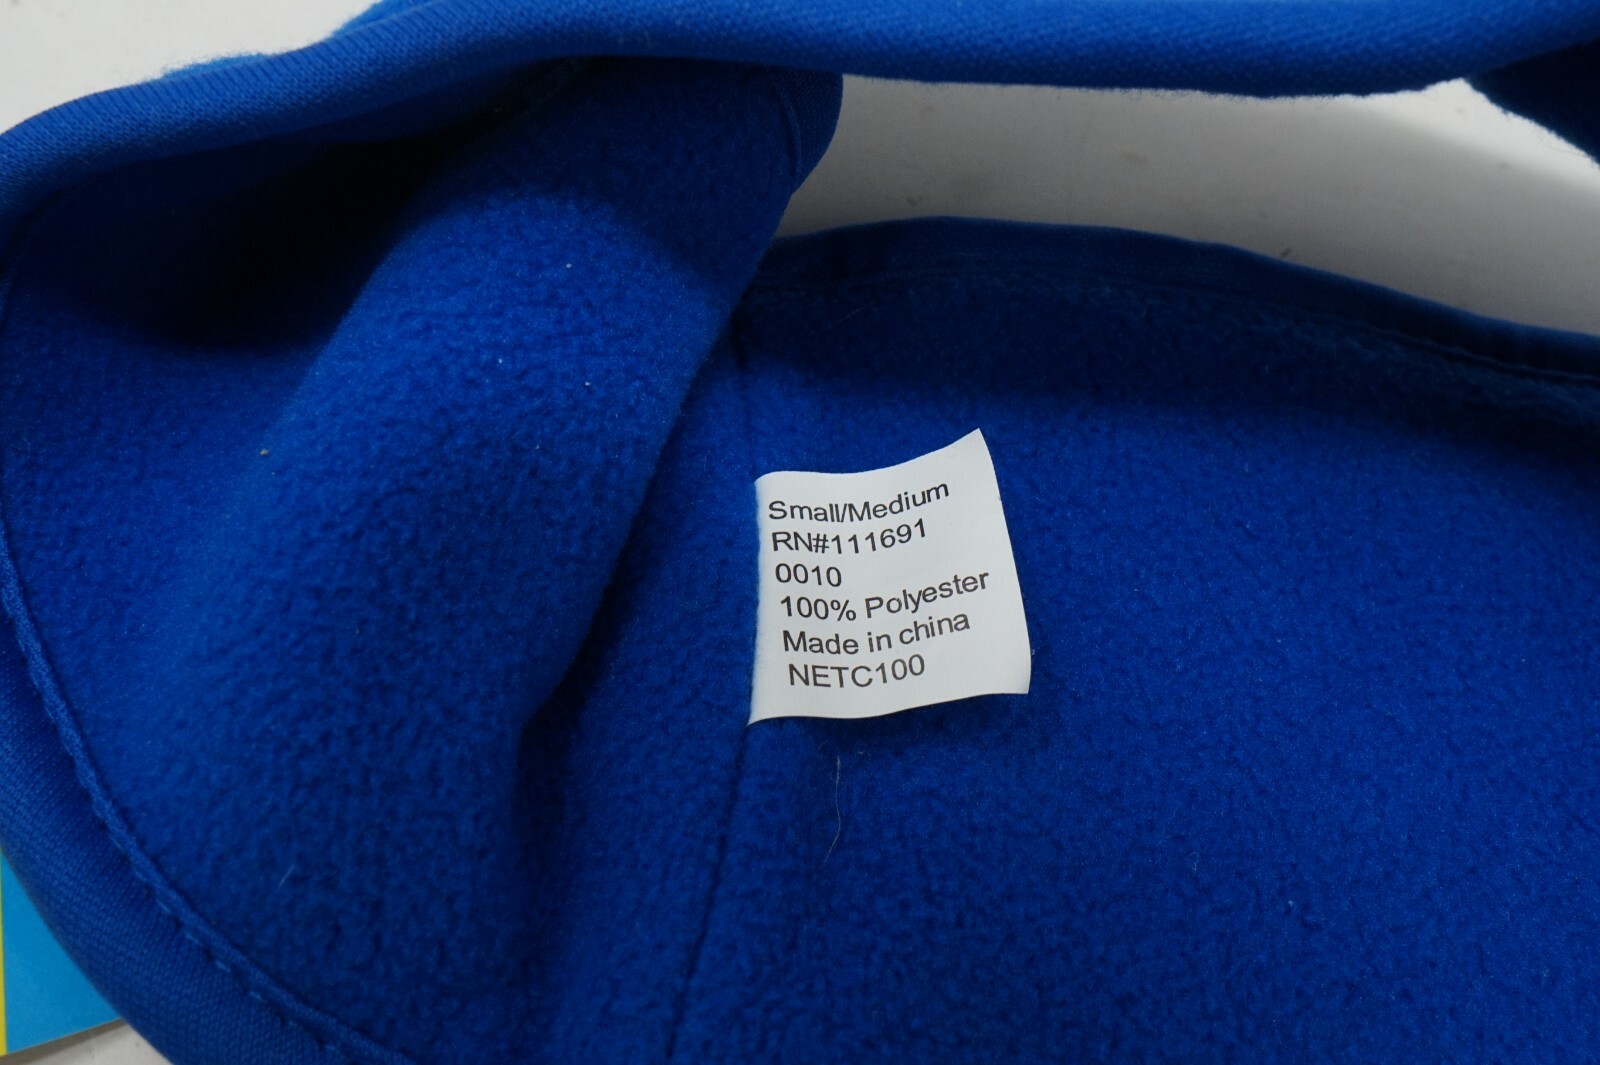 Small/Medium
RN#111691
0010
100% Polyester
Made in china
NETC100